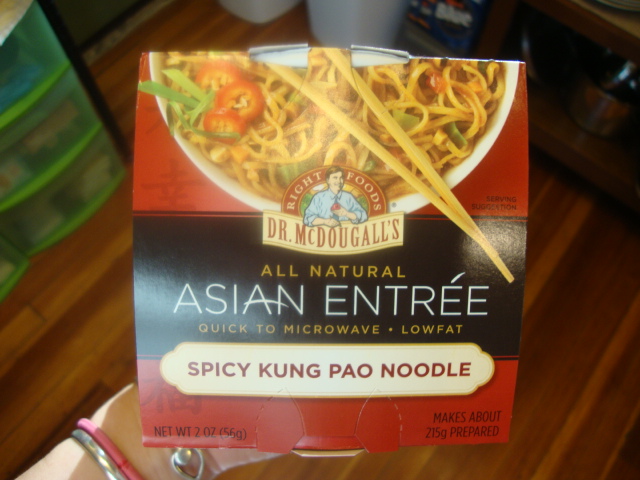 SERVING
SUGGESTION
RIGHT FOODS
DR. McDOUGALL'S
ALL NATURAL
ASIAN ENTRÉE
QUICK TO MICROWAVE • LOWFAT
SPICY KUNG PAO NOODLE
NET WT 2 OZ (56g)
MAKES ABOUT
215g PREPARED